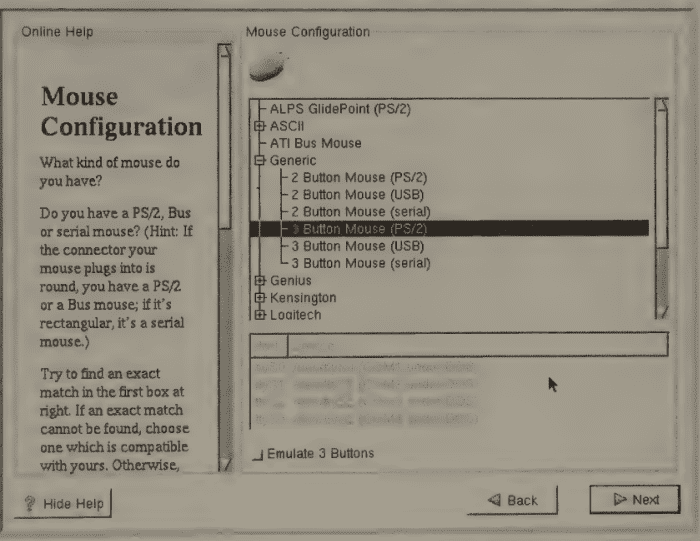 Online Help
Mouse
Configuration
What kind of mouse do
you have?
Do you have a PS/2, Bus
or serial mouse? (Hint: If
the connector your
mouse plugs into is
round, you have a PS/2
or a Bus mouse; if it's
rectangular, it's a serial
mouse.)
Try to find an exact
match in the first box at
right. If an exact match
cannot be found, choose
one which is compatible
with yours. Otherwise,
Hide Help
Mouse Configuration
ALPS GlidePoint (PS/2)
ASCII
ATI Bus Mouse
Generic
2 Button Mouse (PS/2)
2 Button Mouse (USB)
2 Button Mouse (serial)
3 Button Mouse (PS/2)
3 Button Mouse (USB)
3 Button Mouse (serial)
Genius
Kensington
Logitech
Emulate 3 Buttons
Back
Next